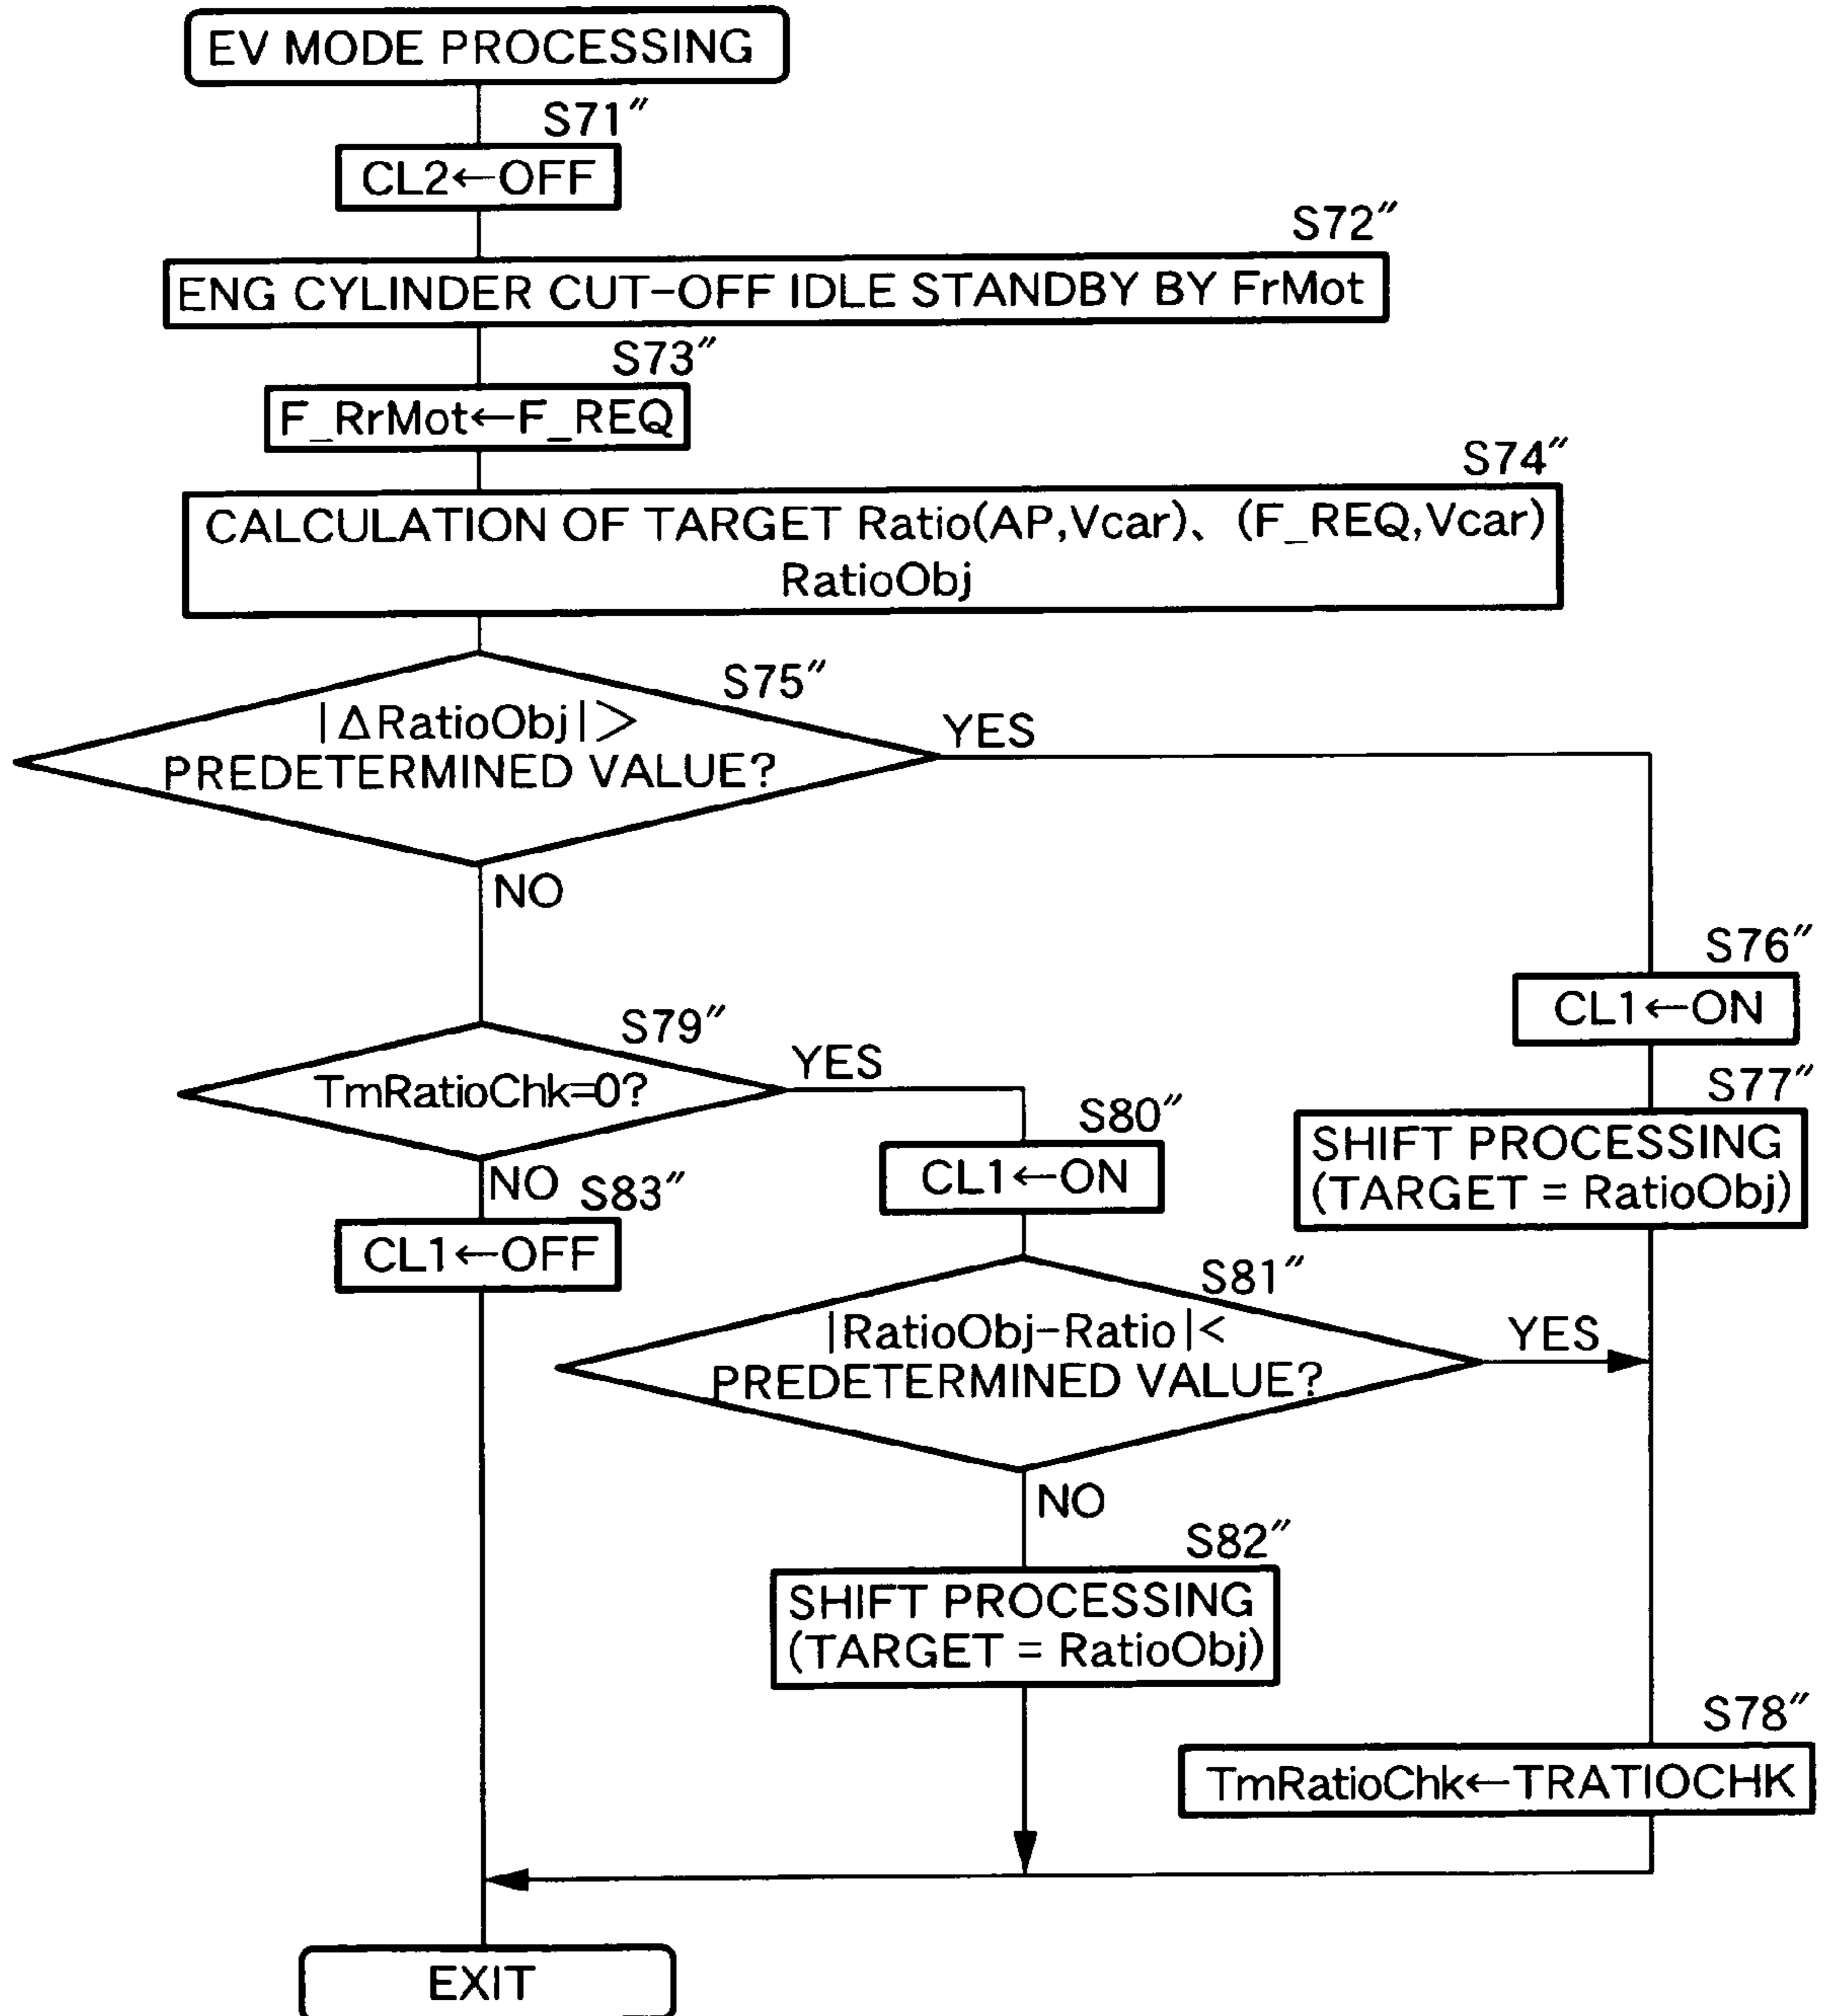 EV MODE PROCESSING
S71″
CL2←OFF
S72″
ENG CYLINDER CUT-OFF IDLE STANDBY BY FrMot
S73″
F_RrMot←F_REQ
S74″
CALCULATION OF TARGET Ratio(AP,Vcar)、(F_REQ,Vcar)
RatioObj
S75″
|ΔRatioObj|>
PREDETERMINED VALUE?
YES
NO
S76″
CL1←ON
S77″
SHIFT PROCESSING
(TARGET = RatioObj)
S79″
TmRatioChk=0?
YES
NO
S80″
CL1←ON
S83″
CL1←OFF
S81″
|RatioObj-Ratio|<
PREDETERMINED VALUE?
YES
NO
S82″
SHIFT PROCESSING
(TARGET = RatioObj)
S78″
TmRatioChk←TRATIOCHK
EXIT